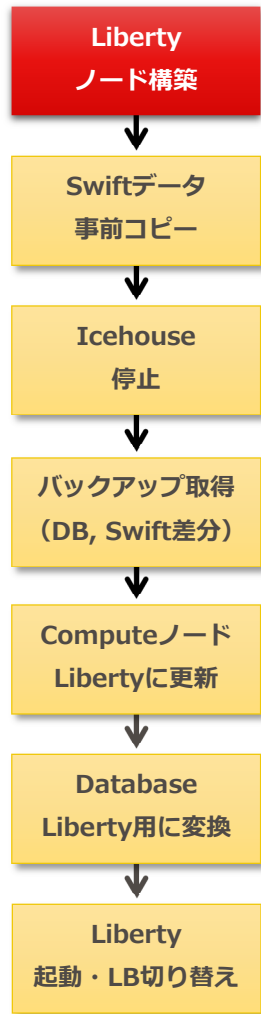 Liberty
ノード構築
Swiftデータ
事前コピー
Icehouse
停止
バックアップ取得
（DB, Swift差分）
Computeノード
Libertyに更新
Database
Liberty用に変換
Liberty
起動・LB切り替え